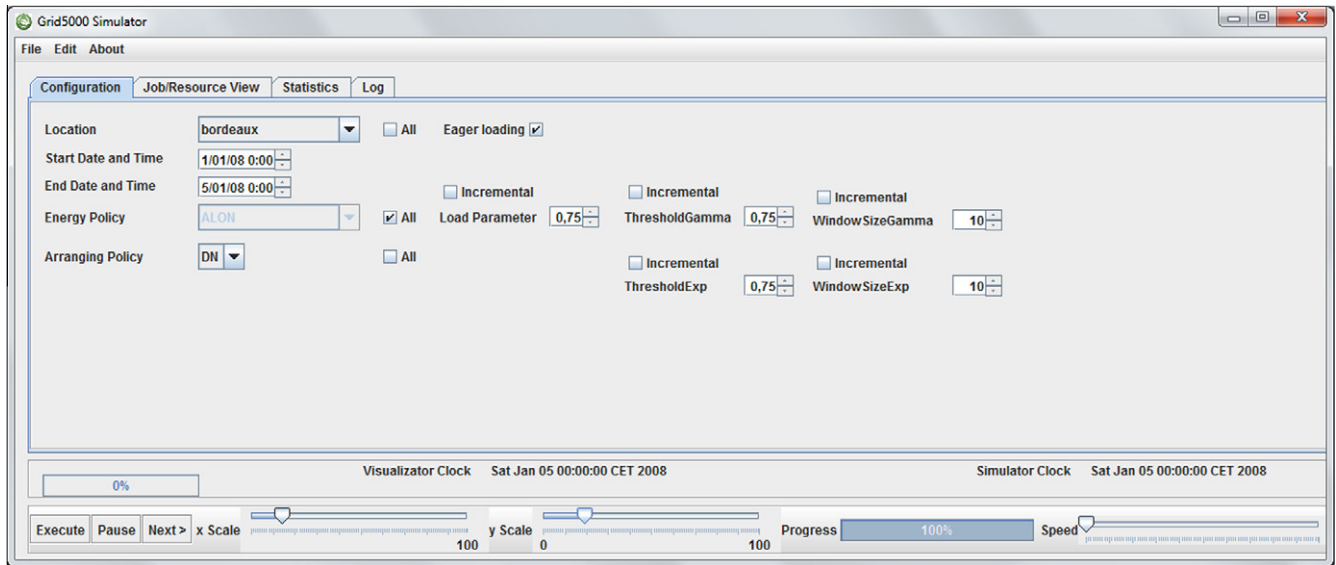 Grid5000 Simulator
File Edit About
Configuration Job/Resource View Statistics Log
Location bordeaux All Eager loading
Start Date and Time 1/01/08 0:00
End Date and Time 5/01/08 0:00
Incremental Incremental Incremental
Energy Policy ALON All Load Parameter 0,75 ThresholdGamma 0,75 WindowSizeGamma 10
Arranging Policy DN All
Incremental Incremental
ThresholdExp 0,75 WindowSizeExp 10
Visualizator Clock Sat Jan 05 00:00:00 CET 2008 Simulator Clock Sat Jan 05 00:00:00 CET 2008
0%
Execute Pause Next > x Scale y Scale Progress 100% Speed
100 0 100